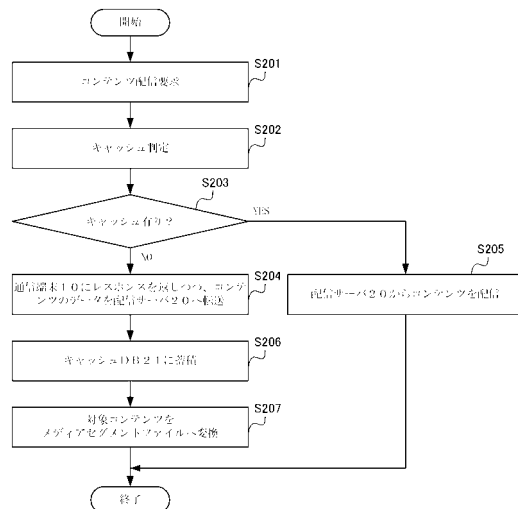 開始
S201
コンテンツ配信要求
S202
キャッシュ判定
S203
キャッシュ有り？
YES
NO
S204
通信端末１０にレスポンスを返しつつ、コンテン
ツのデータを配信サーバ２０へ転送
S205
配信サーバ２０からコンテンツを配信
S206
キャッシュＤＢ２１に蓄積
S207
対象コンテンツを
メディアセグメントファイルへ変換
終了